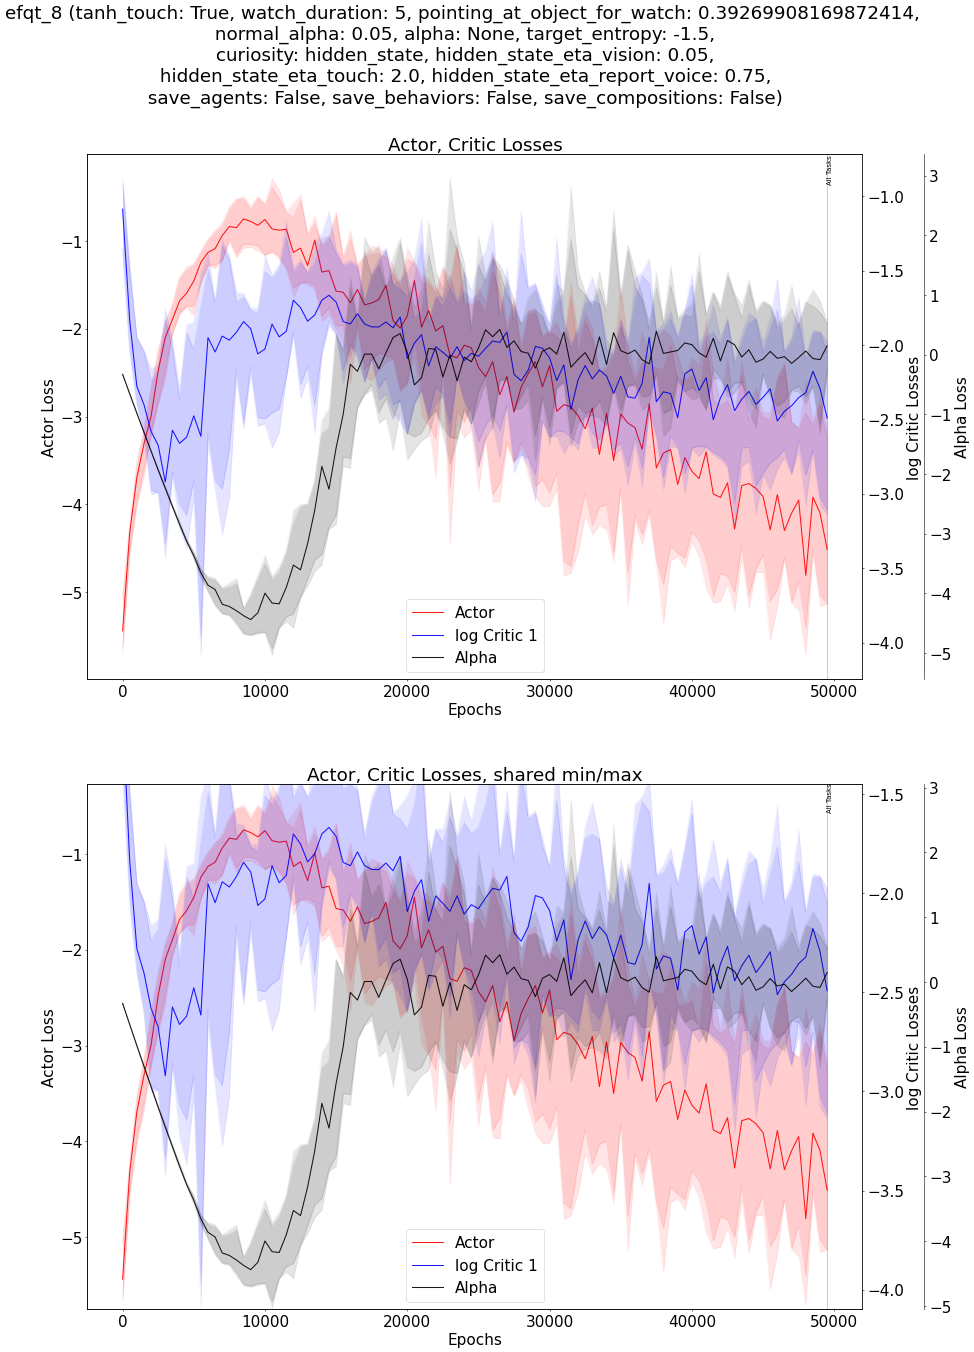 efqt_8 (tanh_touch: True, watch_duration: 5, pointing_at_object_for_watch: 0.39269908169872414,
normal_alpha: 0.05, alpha: None, target_entropy: -1.5,
curiosity: hidden_state, hidden_state_eta_vision: 0.05,
hidden_state_eta_touch: 2.0, hidden_state_eta_report_voice: 0.75,
save_agents: False, save_behaviors: False, save_compositions: False)
Actor, Critic Losses
All Tasks
Actor Loss
−1
−2
−3
−4
−5
log Critic Losses
−1.0
−1.5
−2.0
−2.5
−3.0
−3.5
−4.0
Alpha Loss
3
2
1
0
−1
−2
−3
−4
−5
Actor
log Critic 1
Alpha
0
10000
20000
30000
40000
50000
Epochs
Actor, Critic Losses, shared min/max
All Tasks
Actor Loss
−1
−2
−3
−4
−5
log Critic Losses
−1.5
−2.0
−2.5
−3.0
−3.5
−4.0
Alpha Loss
3
2
1
0
−1
−2
−3
−4
−5
Actor
log Critic 1
Alpha
0
10000
20000
30000
40000
50000
Epochs